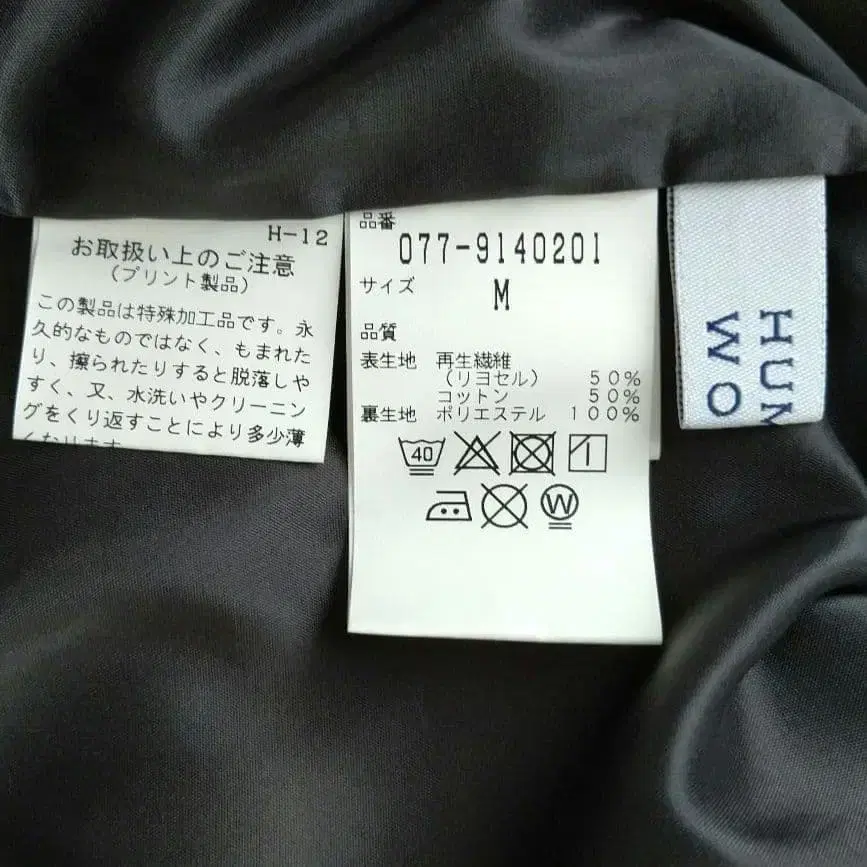 H-12
お取扱い上のご注意
(プリント製品)
この製品は特殊加工品です。永
久的なものではなく、もまれた
り、擦られたりすると脱落しや
すく、又、水洗いやクリーニン
グをくり返すことにより多少薄
くなります
品番
077-9140201
サイズ
M
品質
表生地 再生繊維
(リヨセル) 50%
コットン 50%
裏生地 ポリエステル 100%
40
W
HUM
WO